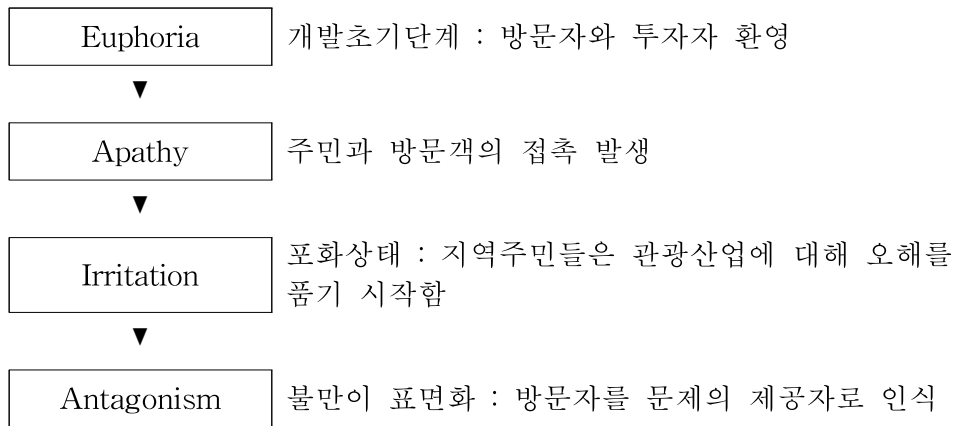 Euphoria 개발초기단계 : 방문자와 투자자 환영
▼
Apathy 주민과 방문객의 접촉 발생
▼
Irritation 포화상태 : 지역주민들은 관광산업에 대해 오해를
품기 시작함
▼
Antagonism 불만이 표면화 : 방문자를 문제의 제공자로 인식